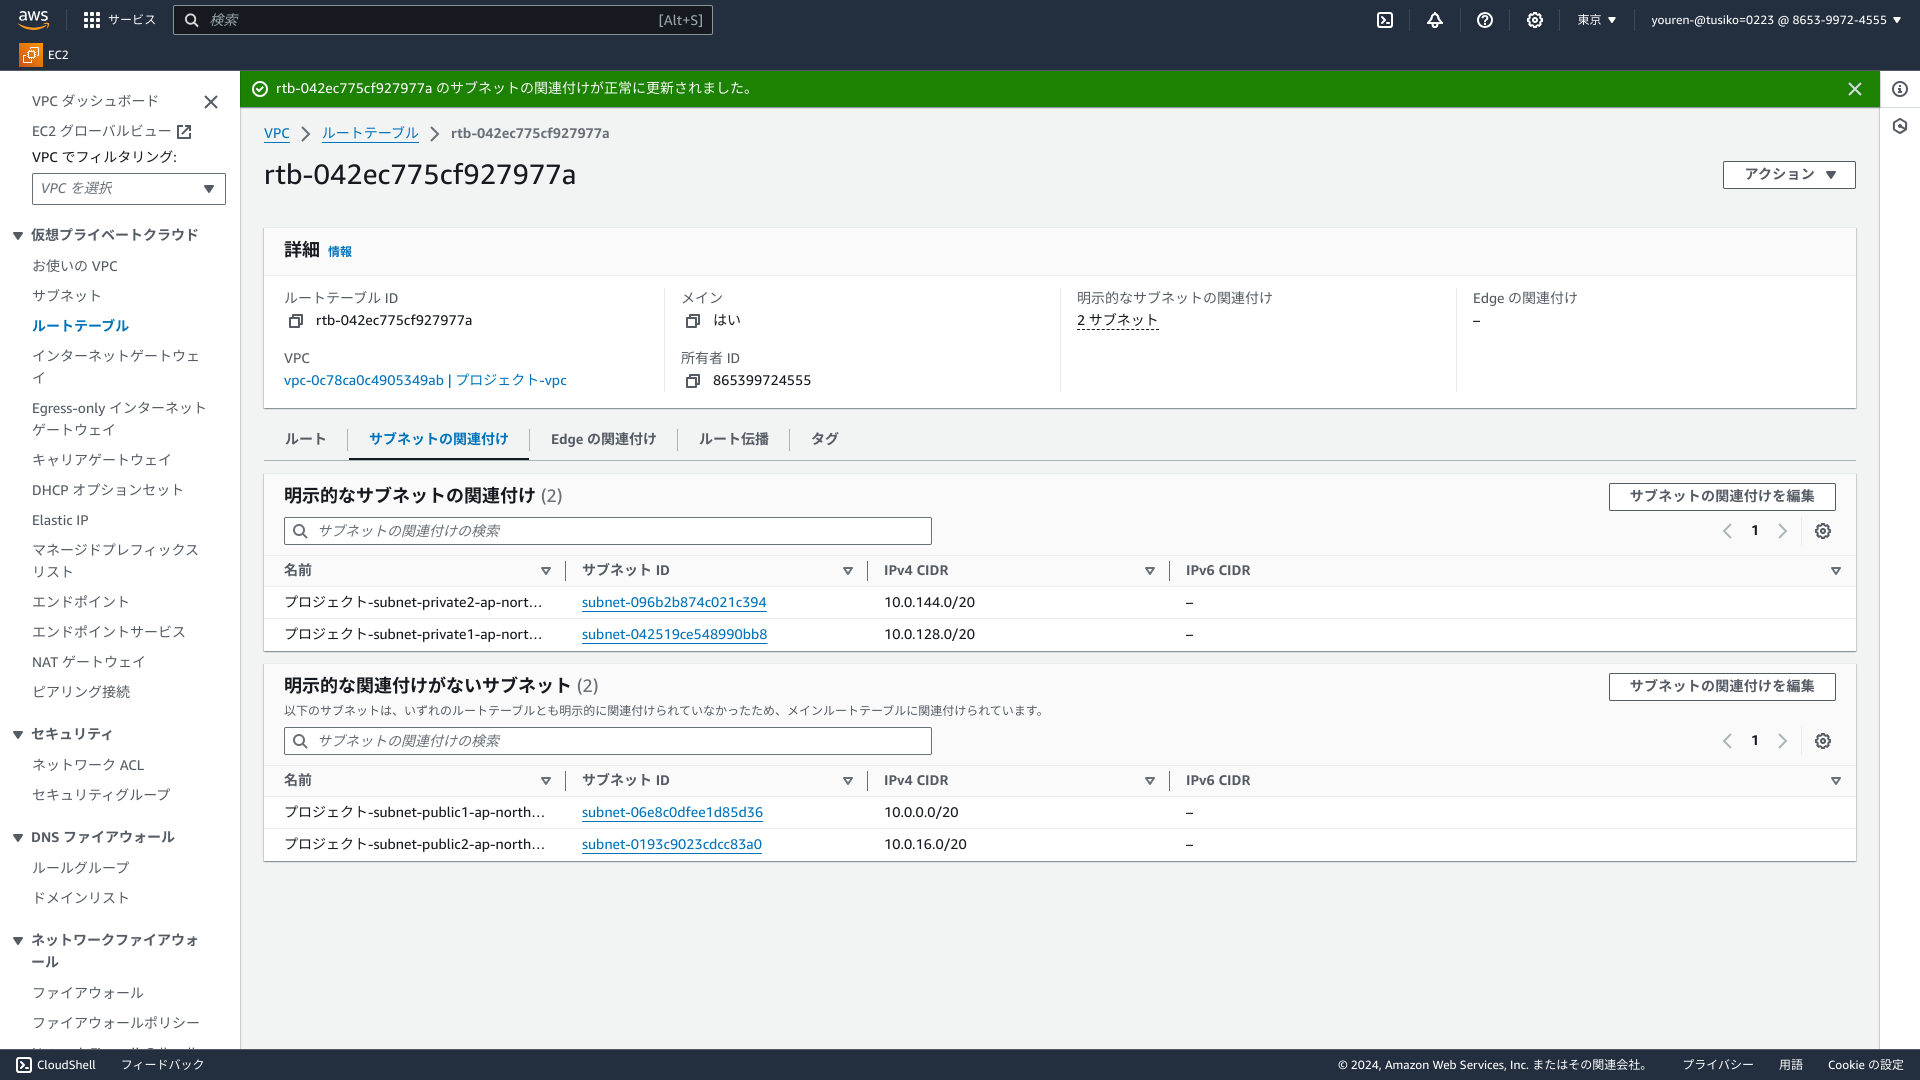 aws
サービス
検索
[Alt+S]
東京
youren-@tusiko=0223 @ 8653-9972-4555
EC2
rtb-042ec775cf927977a のサブネットの関連付けが正常に更新されました。
VPC ダッシュボード
EC2 グローバルビュー
VPC でフィルタリング:
VPC を選択
仮想プライベートクラウド
お使いの VPC
サブネット
ルートテーブル
インターネットゲートウェ
イ
Egress-only インターネット
ゲートウェイ
キャリアゲートウェイ
DHCP オプションセット
Elastic IP
マネージドプレフィックス
リスト
エンドポイント
エンドポイントサービス
NAT ゲートウェイ
ピアリング接続
セキュリティ
ネットワーク ACL
セキュリティグループ
DNS ファイアウォール
ルールグループ
ドメインリスト
ネットワークファイアウォ
ール
ファイアウォール
ファイアウォールポリシー
VPC
ルートテーブル
rtb-042ec775cf927977a
rtb-042ec775cf927977a
アクション
詳細 情報
ルートテーブル ID
rtb-042ec775cf927977a
メイン
はい
明示的なサブネットの関連付け
2 サブネット
Edge の関連付け
–
VPC
vpc-0c78ca0c4905349ab | プロジェクト-vpc
所有者 ID
865399724555
ルート
サブネットの関連付け
Edge の関連付け
ルート伝播
タグ
明示的なサブネットの関連付け (2)
サブネットの関連付けを編集
サブネットの関連付けの検索
1
名前 サブネット ID IPv4 CIDR IPv6 CIDR
プロジェクト-subnet-private2-ap-nort… subnet-096b2b874c021c394 10.0.144.0/20 –
プロジェクト-subnet-private1-ap-nort… subnet-042519ce548990bb8 10.0.128.0/20 –
明示的な関連付けがないサブネット (2)
サブネットの関連付けを編集
以下のサブネットは、いずれのルートテーブルとも明示的に関連付けられていなかったため、メインルートテーブルに関連付けられています。
サブネットの関連付けの検索
1
名前 サブネット ID IPv4 CIDR IPv6 CIDR
プロジェクト-subnet-public1-ap-north… subnet-06e8c0dfee1d85d36 10.0.0.0/20 –
プロジェクト-subnet-public2-ap-north… subnet-0193c9023cdcc83a0 10.0.16.0/20 –
CloudShell
フィードバック
© 2024, Amazon Web Services, Inc. またはその関連会社。
プライバシー
用語
Cookie の設定